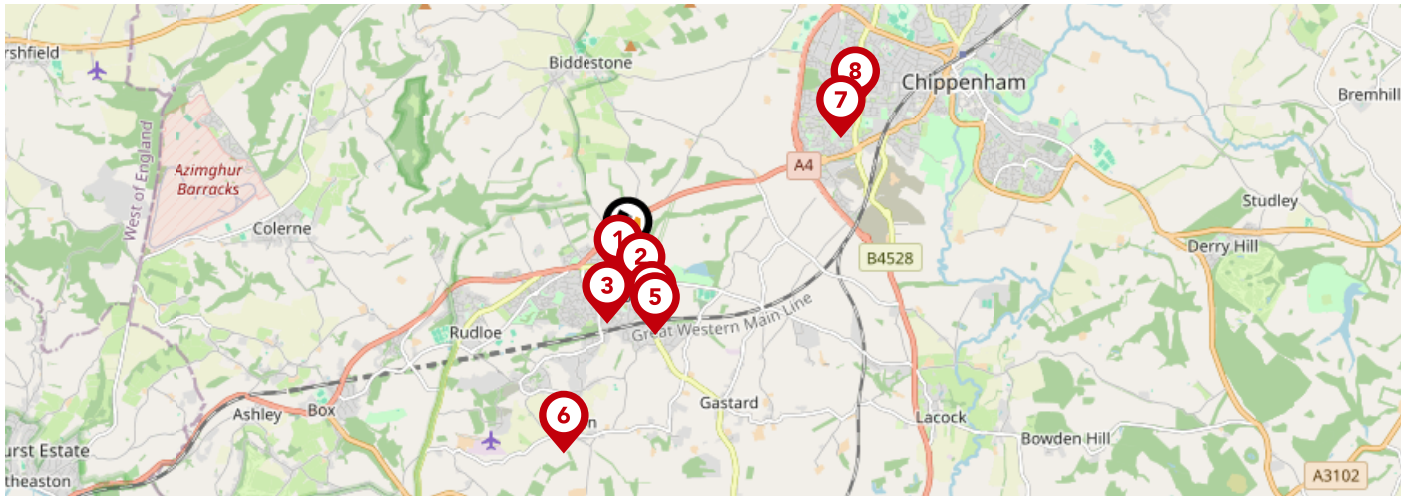 rshfield
Biddestone
8
Chippenham
7
Bremhill
West of England
Azimghur
Barracks
A4
Studley
Colerne
1
2
Derry Hill
B4528
3
5
Rudloe
Great Western Main Line
Gastard
Ashley
Box
6
n
Lacock
Bowden Hill
urst Estate
theaston
A3102